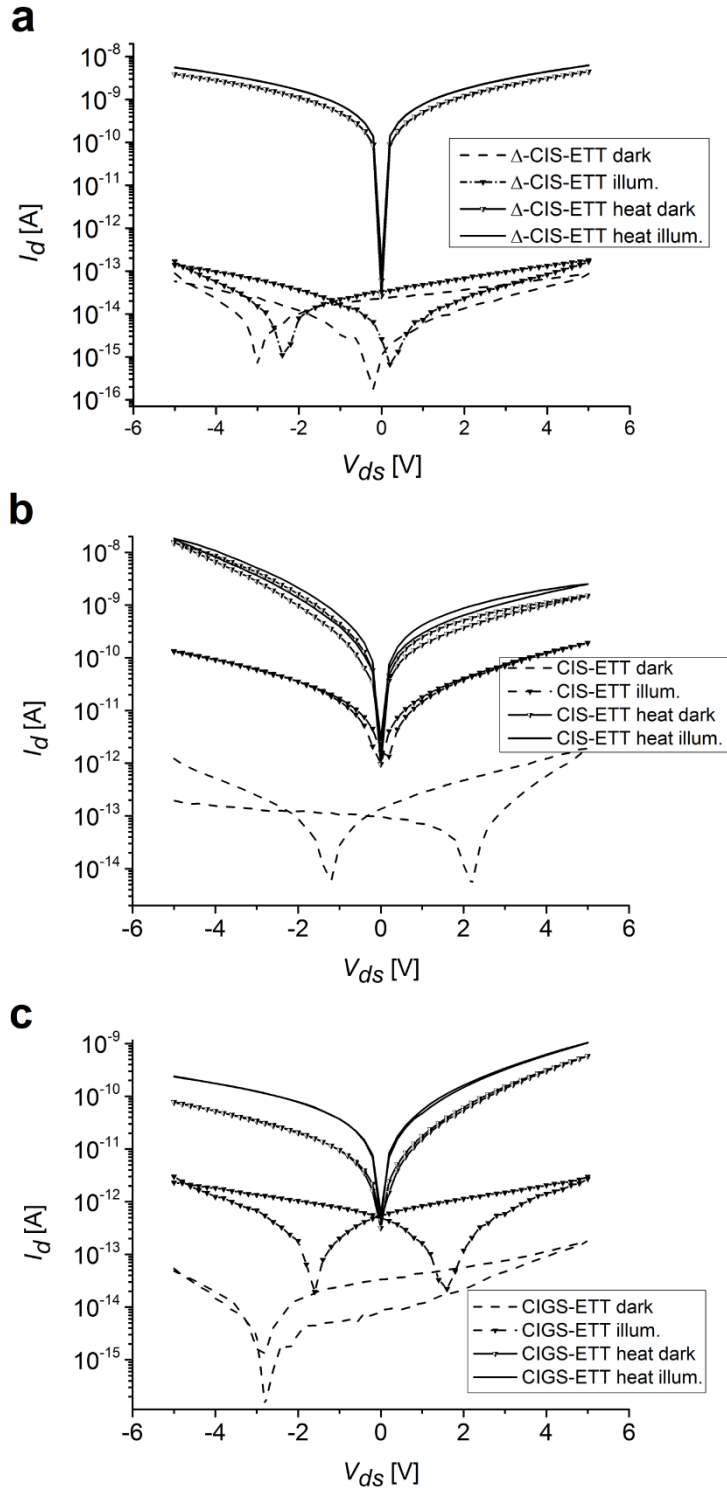 a
10⁻⁸
10⁻⁹
10⁻¹⁰
10⁻¹¹
10⁻¹²
10⁻¹³
10⁻¹⁴
10⁻¹⁵
10⁻¹⁶
I_d [A]
Δ-CIS-ETT dark
Δ-CIS-ETT illum.
Δ-CIS-ETT heat dark
Δ-CIS-ETT heat illum.
-6 -4 -2 0 2 4 6
V_ds [V]
b
10⁻⁸
10⁻⁹
10⁻¹⁰
10⁻¹¹
10⁻¹²
10⁻¹³
10⁻¹⁴
I_d [A]
CIS-ETT dark
CIS-ETT illum.
CIS-ETT heat dark
CIS-ETT heat illum.
-6 -4 -2 0 2 4 6
V_ds [V]
c
10⁻⁹
10⁻¹⁰
10⁻¹¹
10⁻¹²
10⁻¹³
10⁻¹⁴
10⁻¹⁵
I_d [A]
CIGS-ETT dark
CIGS-ETT illum.
CIGS-ETT heat dark
CIGS-ETT heat illum.
-6 -4 -2 0 2 4 6
V_ds [V]